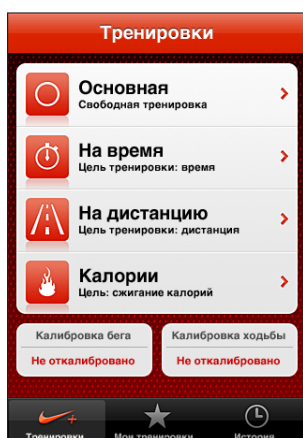 Тренировки
Основная
Свободная тренировка
На время
Цель тренировки: время
На дистанцию
Цель тренировки: дистанция
Калории
Цель: сжигание калорий
Калибровка бега
Калибровка ходьбы
Не откалибровано
Не откалибровано
Тренировки
Мои тренировки
История